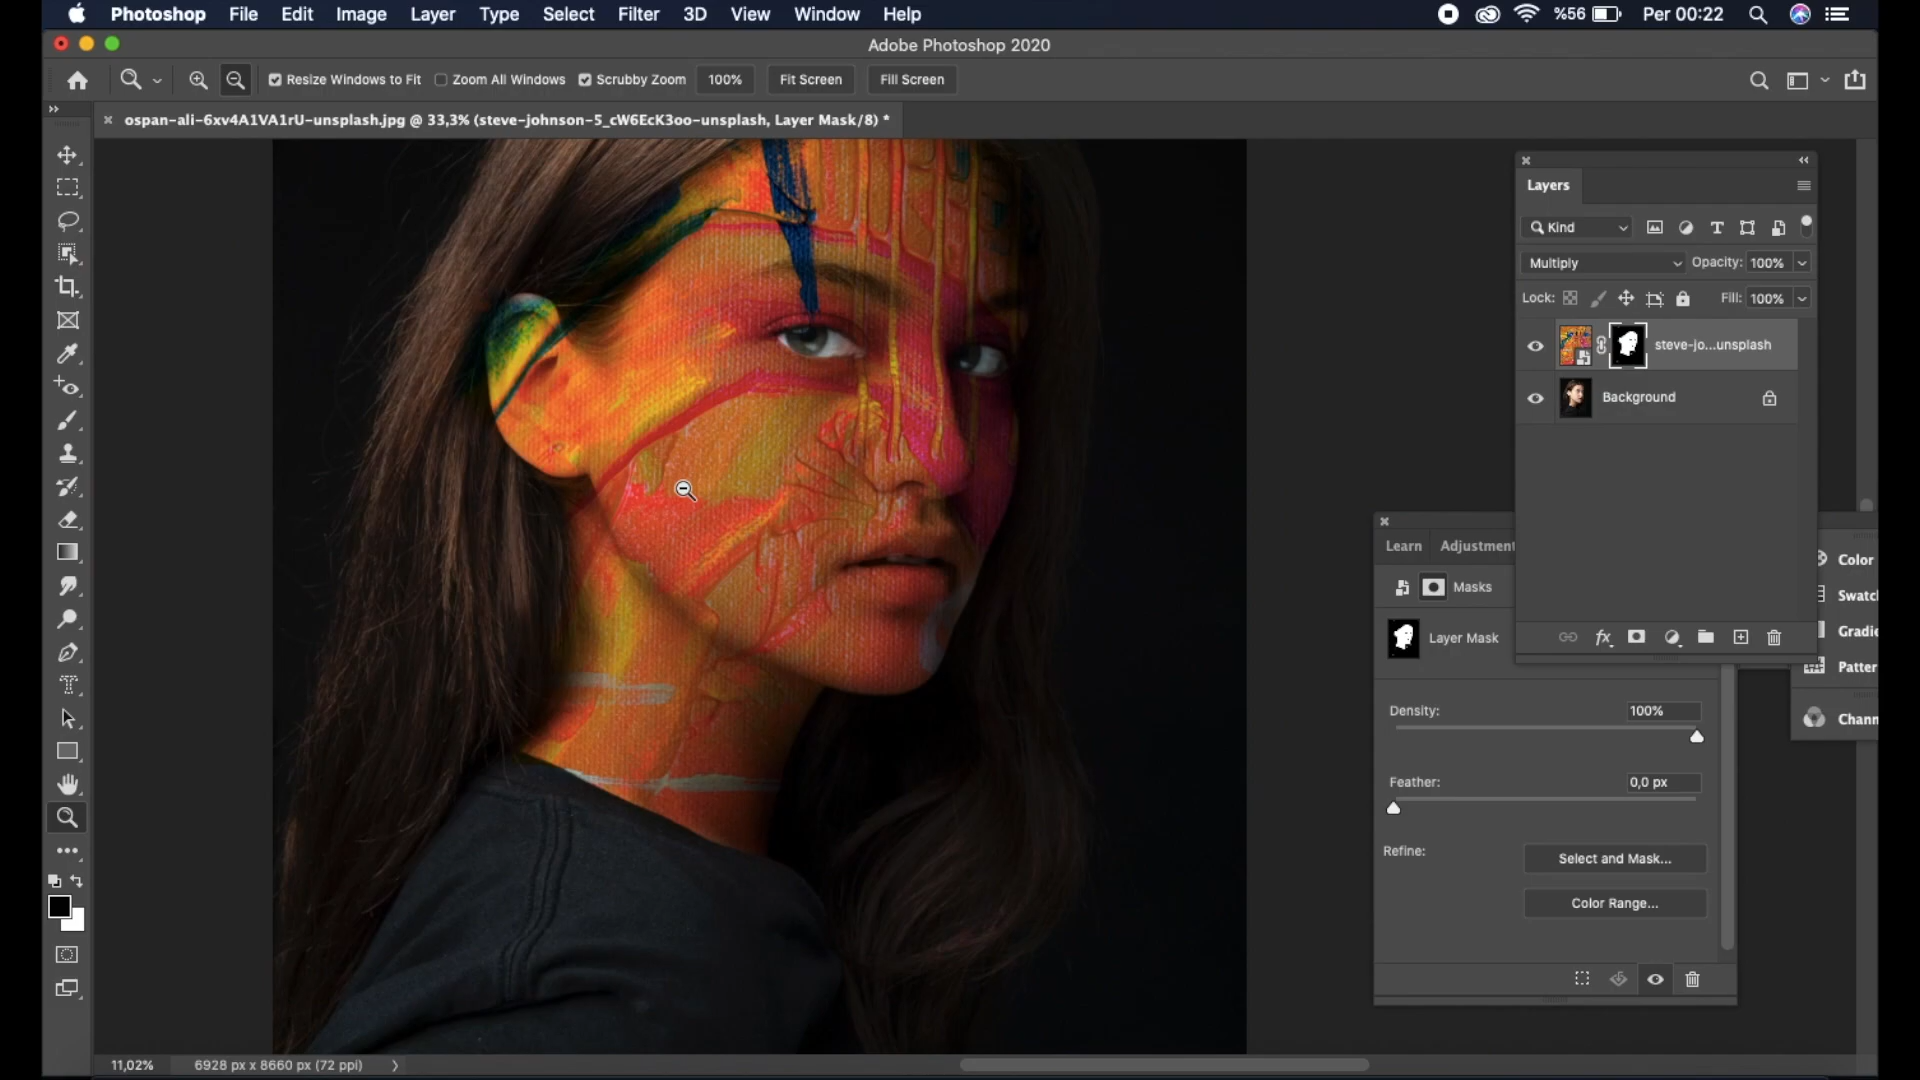 Photoshop File Edit Image Layer Type Select Filter 3D View Window Help %56 Per 00:22
Adobe Photoshop 2020
Resize Windows to Fit Zoom All Windows Scrubby Zoom 100% Fit Screen Fill Screen
ospan-ali-6xv4A1VA1rU-unsplash.jpg @ 33,3% (steve-johnson-5_cW6EcK3oo-unsplash, Layer Mask/8) *
Layers
Kind
Multiply Opacity: 100%
Lock: Fill: 100%
steve-jo...unsplash
Background
Learn Adjustment
Masks
Layer Mask
Density: 100%
Feather: 0,0 px
Refine: Select and Mask...
Color Range...
Color
Swatc
Gradie
Patter
Chann
11,02% 6928 px x 8660 px (72 ppi)